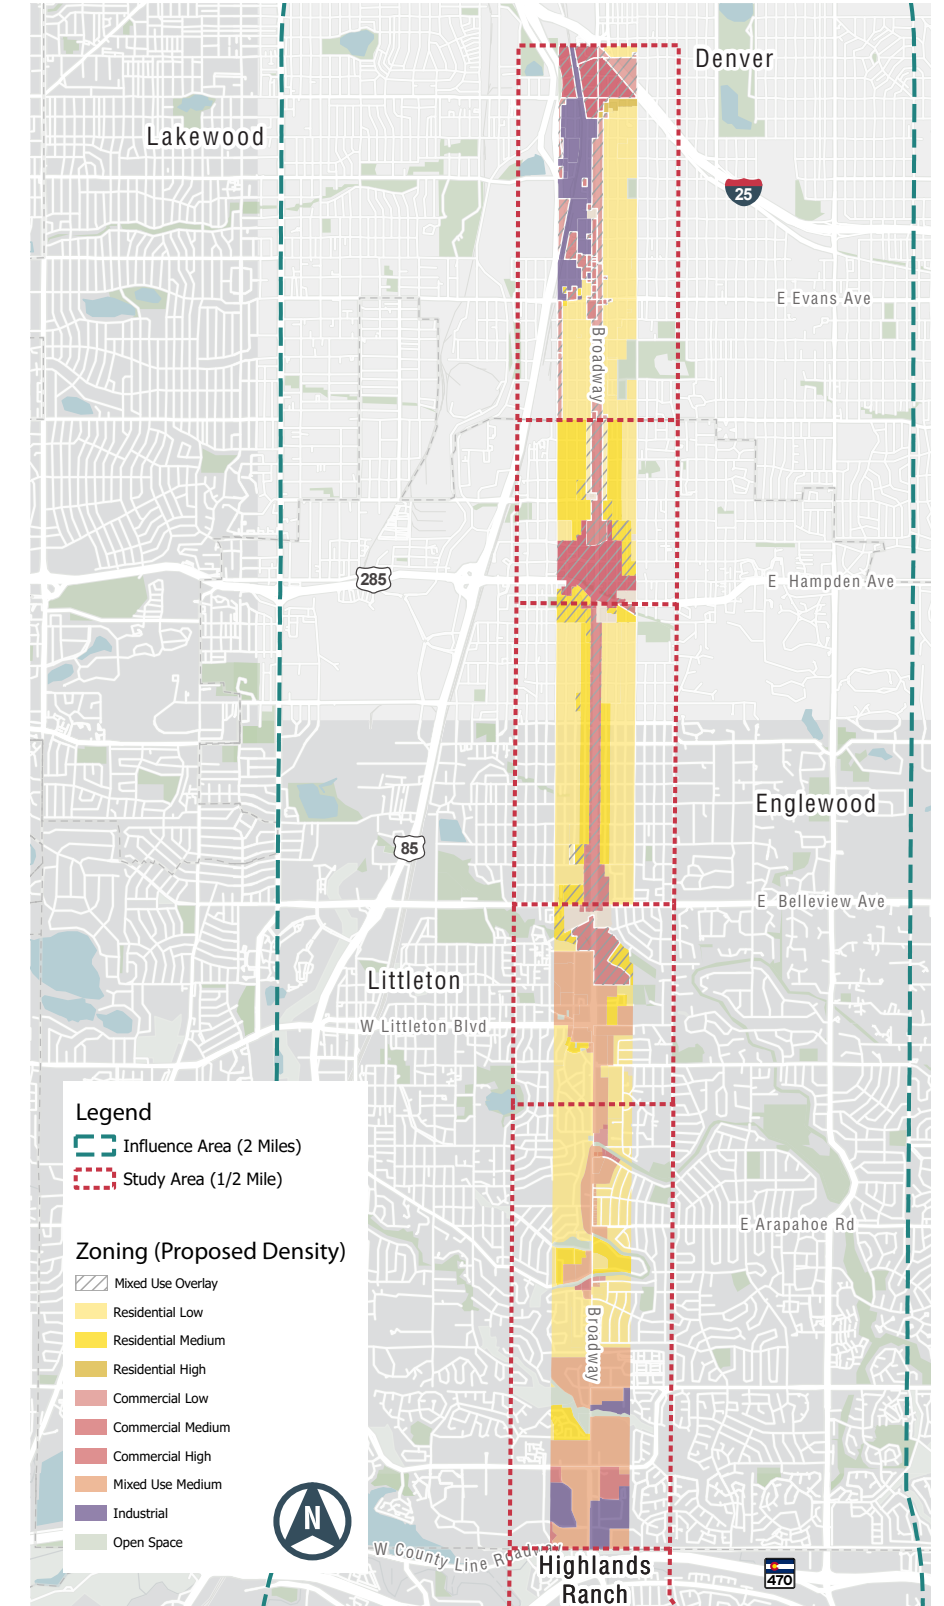 Denver
Lakewood
25
E Evans Ave
Broadway
285
E Hampden Ave
Englewood
85
E Belleview Ave
Littleton
W Littleton Blvd
Legend
Influence Area (2 Miles)
Study Area (1/2 Mile)
E Arapahoe Rd
Zoning (Proposed Density)
Mixed Use Overlay
Residential Low
Residential Medium
Residential High
Commercial Low
Commercial Medium
Commercial High
Mixed Use Medium
Industrial
Open Space
Broadway
N
W County Line Roadway
Highlands
Ranch
470